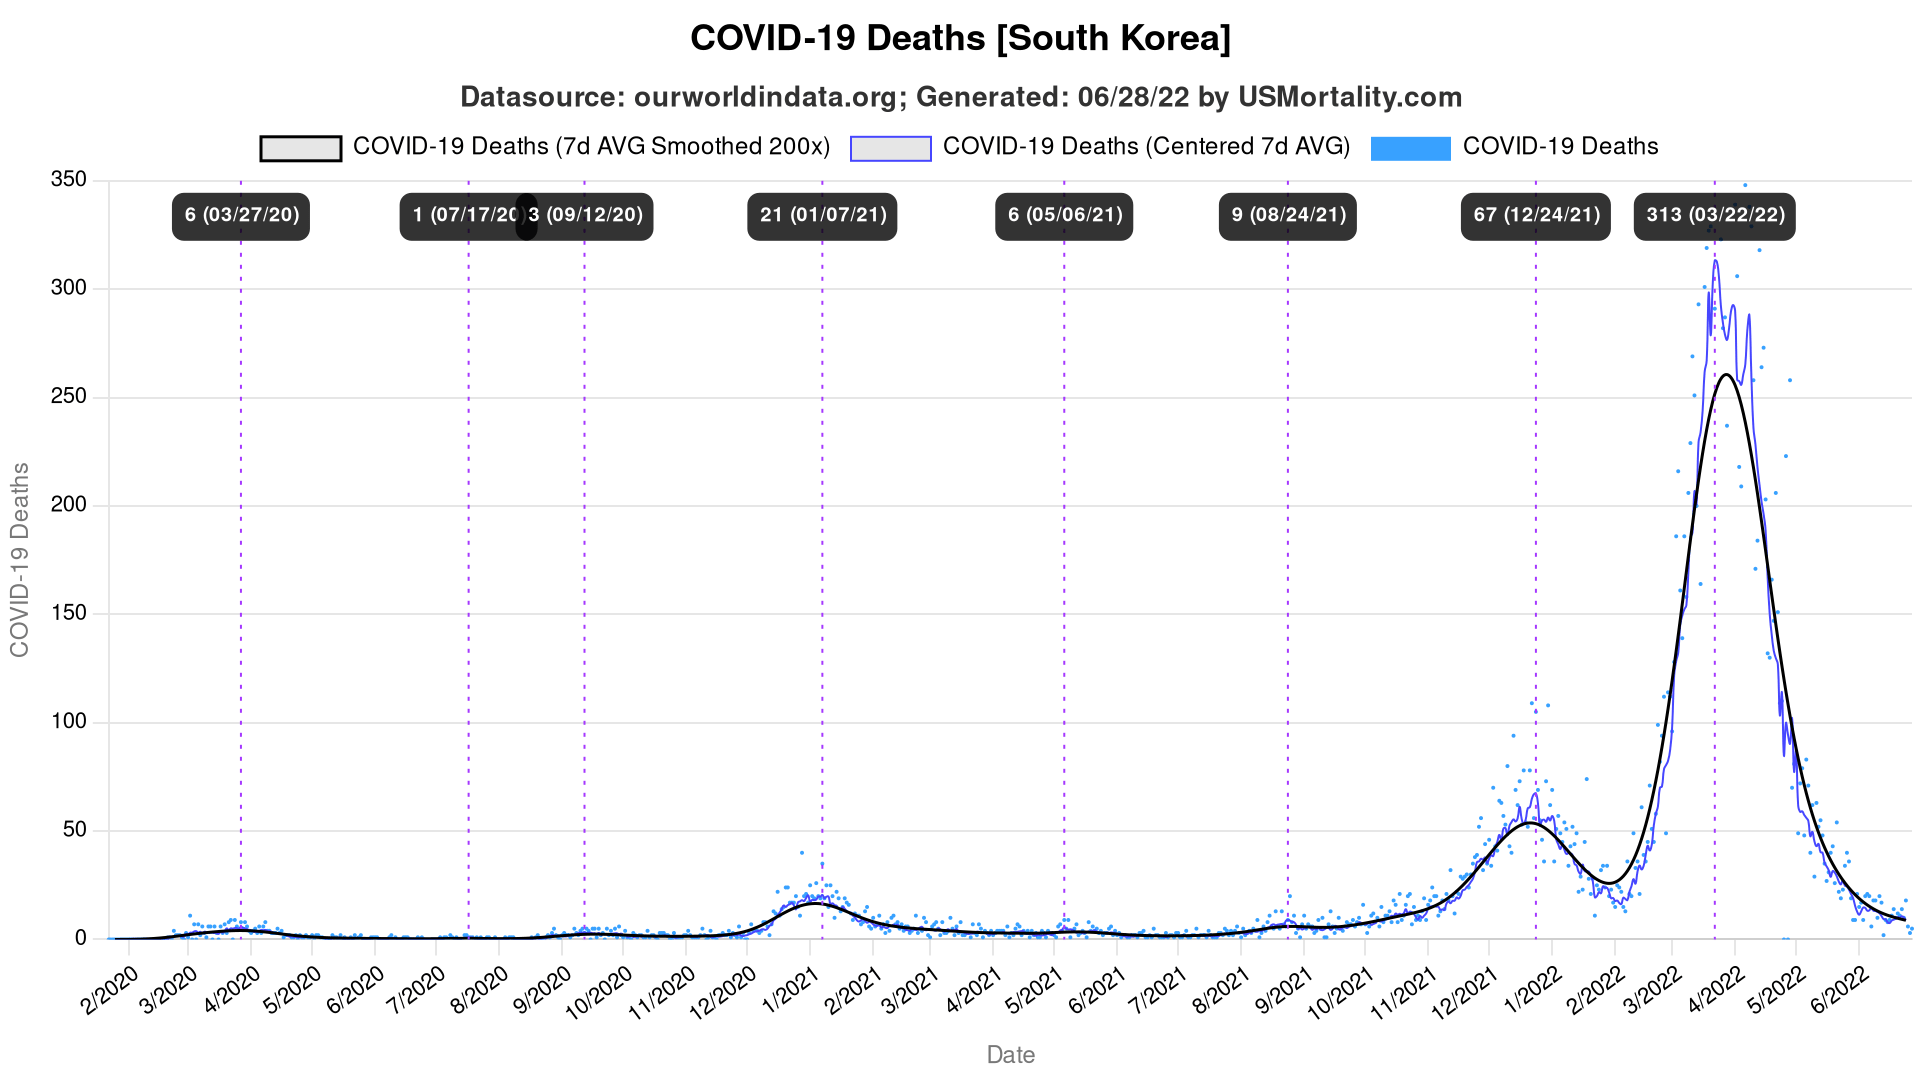 COVID-19 Deaths [South Korea]
Datasource: ourworldindata.org; Generated: 06/28/22 by USMortality.com
COVID-19 Deaths (7d AVG Smoothed 200x) COVID-19 Deaths (Centered 7d AVG) COVID-19 Deaths
6 (03/27/20) 1 (07/17/20) 3 (09/12/20) 21 (01/07/21) 6 (05/06/21) 9 (08/24/21) 67 (12/24/21) 313 (03/22/22)
350
300
250
200
150
100
50
0
COVID-19 Deaths
2/2020 3/2020 4/2020 5/2020 6/2020 7/2020 8/2020 9/2020 10/2020 11/2020 12/2020 1/2021 2/2021 3/2021 4/2021 5/2021 6/2021 7/2021 8/2021 9/2021 10/2021 11/2021 12/2021 1/2022 2/2022 3/2022 4/2022 5/2022 6/2022
Date